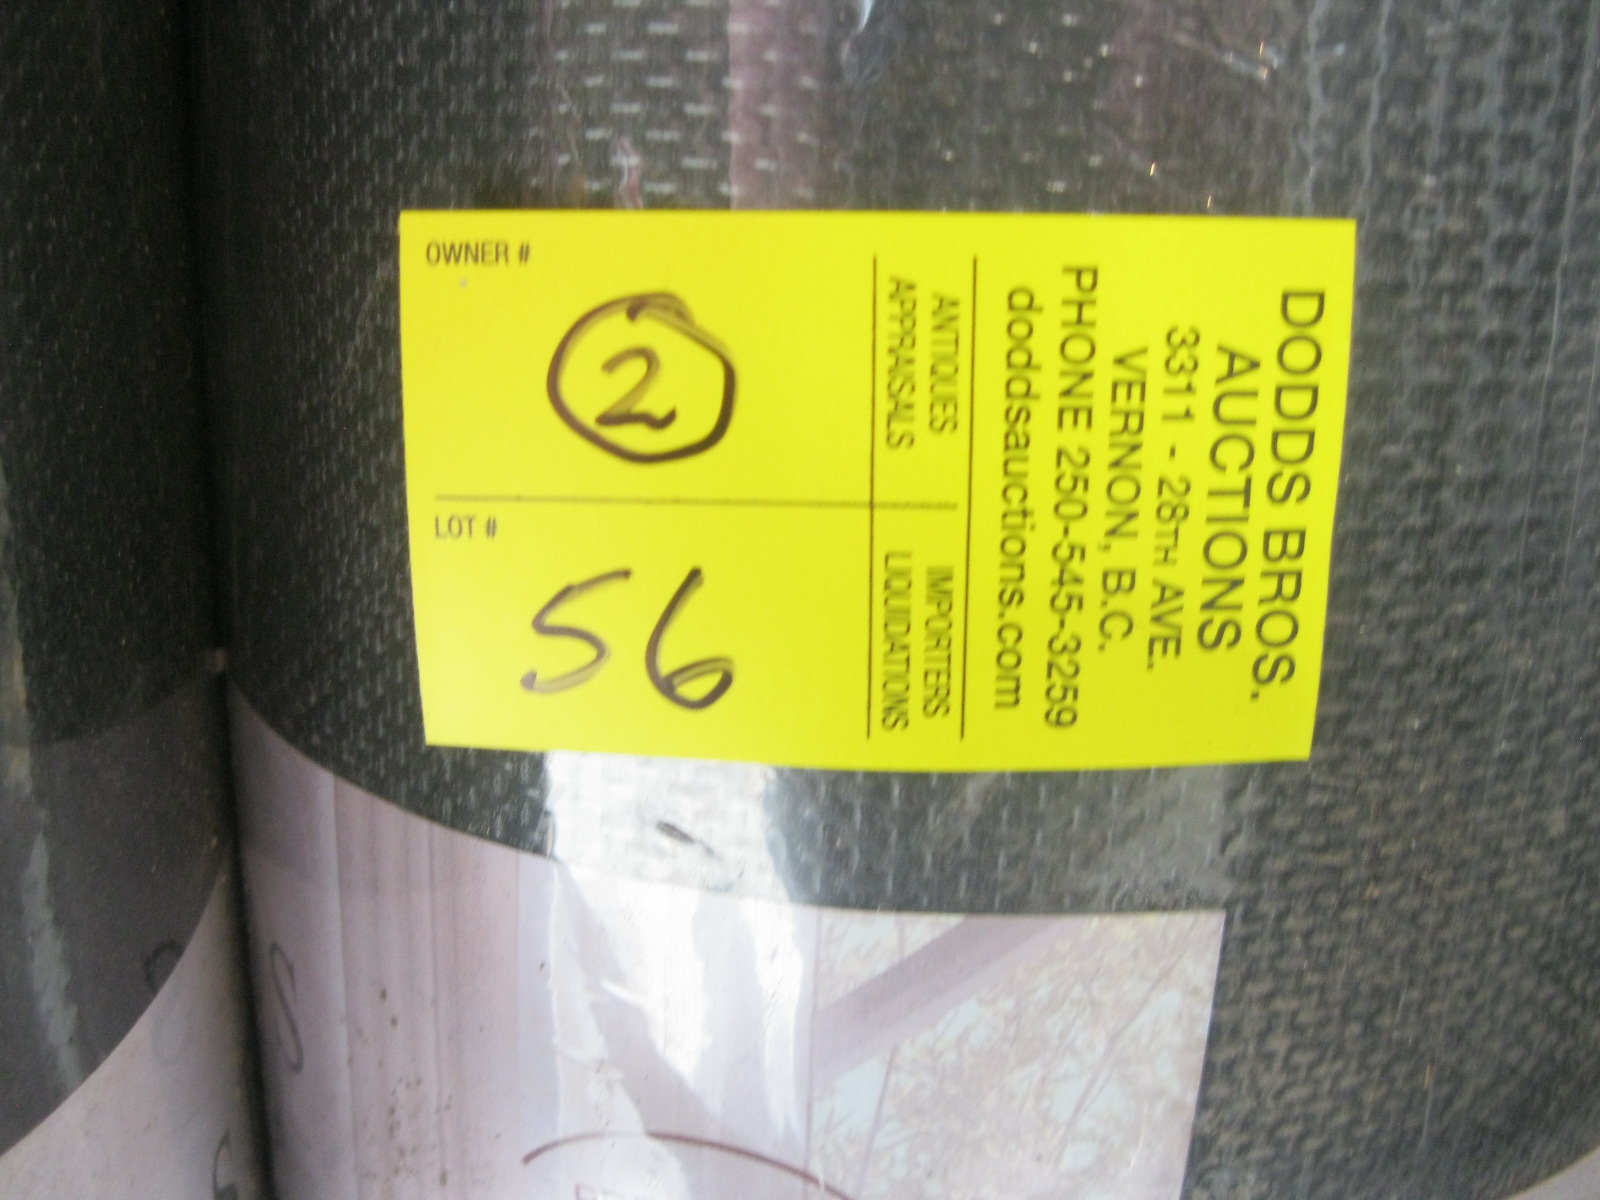 DODDS BROS.
AUCTIONS
3311 - 28TH AVE.
VERNON, B.C.
PHONE 250-545-3259
doddsauctions.com
ANTIQUES IMPORTERS
APPRAISALS LIQUIDATIONS
OWNER #
2
LOT #
56